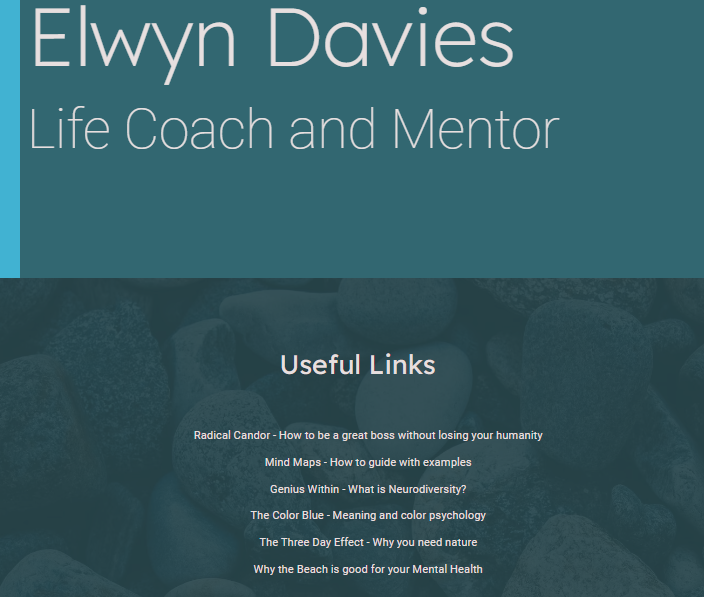 Elwyn Davies
Life Coach and Mentor
Useful Links
Radical Candor - How to be a great boss without losing your humanity
Mind Maps - How to guide with examples
Genius Within - What is Neurodiversity?
The Color Blue - Meaning and color psychology
The Three Day Effect - Why you need nature
Why the Beach is good for your Mental Health